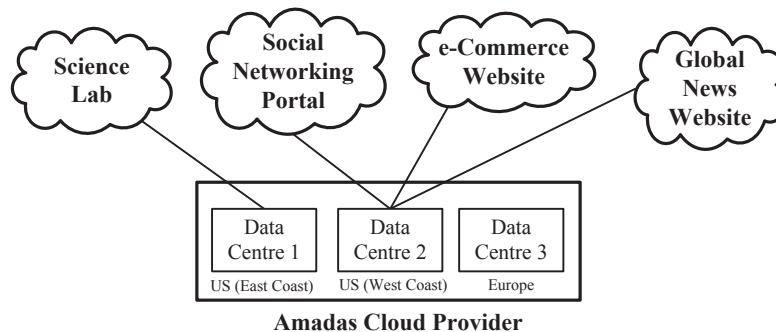 Science
Lab
Social
Networking
Portal
e-Commerce
Website
Global
News
Website
Data
Centre 1
Data
Centre 2
Data
Centre 3
US (East Coast)
US (West Coast)
Europe
Amadas Cloud Provider